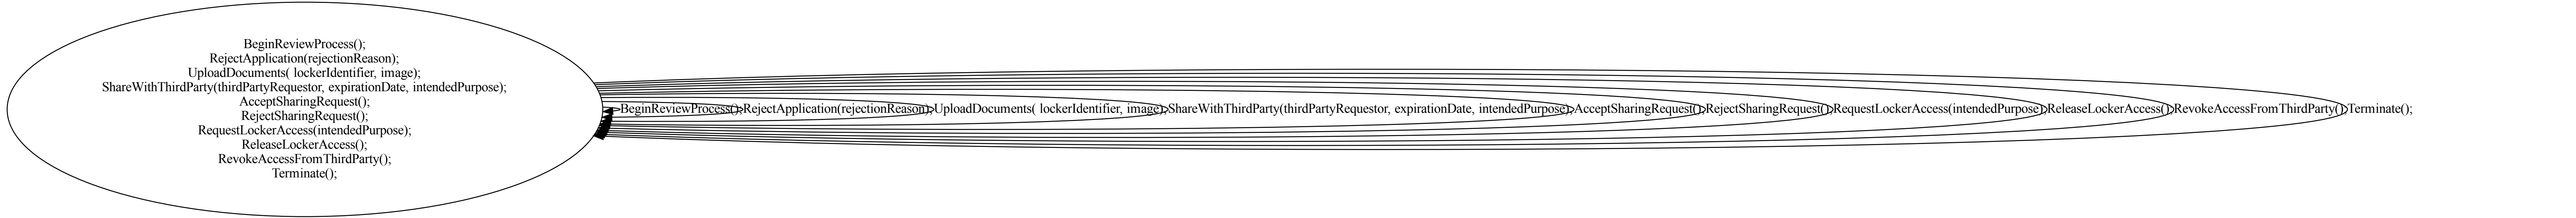 BeginReviewProcess();
RejectApplication(rejectionReason);
UploadDocuments( lockerIdentifier, image);
ShareWithThirdParty(thirdPartyRequestor, expirationDate, intendedPurpose);
AcceptSharingRequest();
RejectSharingRequest();
RequestLockerAccess(intendedPurpose);
ReleaseLockerAccess();
RevokeAccessFromThirdParty();
Terminate();
BeginReviewProcess(); RejectApplication(rejectionReason); UploadDocuments( lockerIdentifier, image); ShareWithThirdParty(thirdPartyRequestor, expirationDate, intendedPurpose); AcceptSharingRequest(); RejectSharingRequest(); RequestLockerAccess(intendedPurpose); ReleaseLockerAccess(); RevokeAccessFromThirdParty(); Terminate();